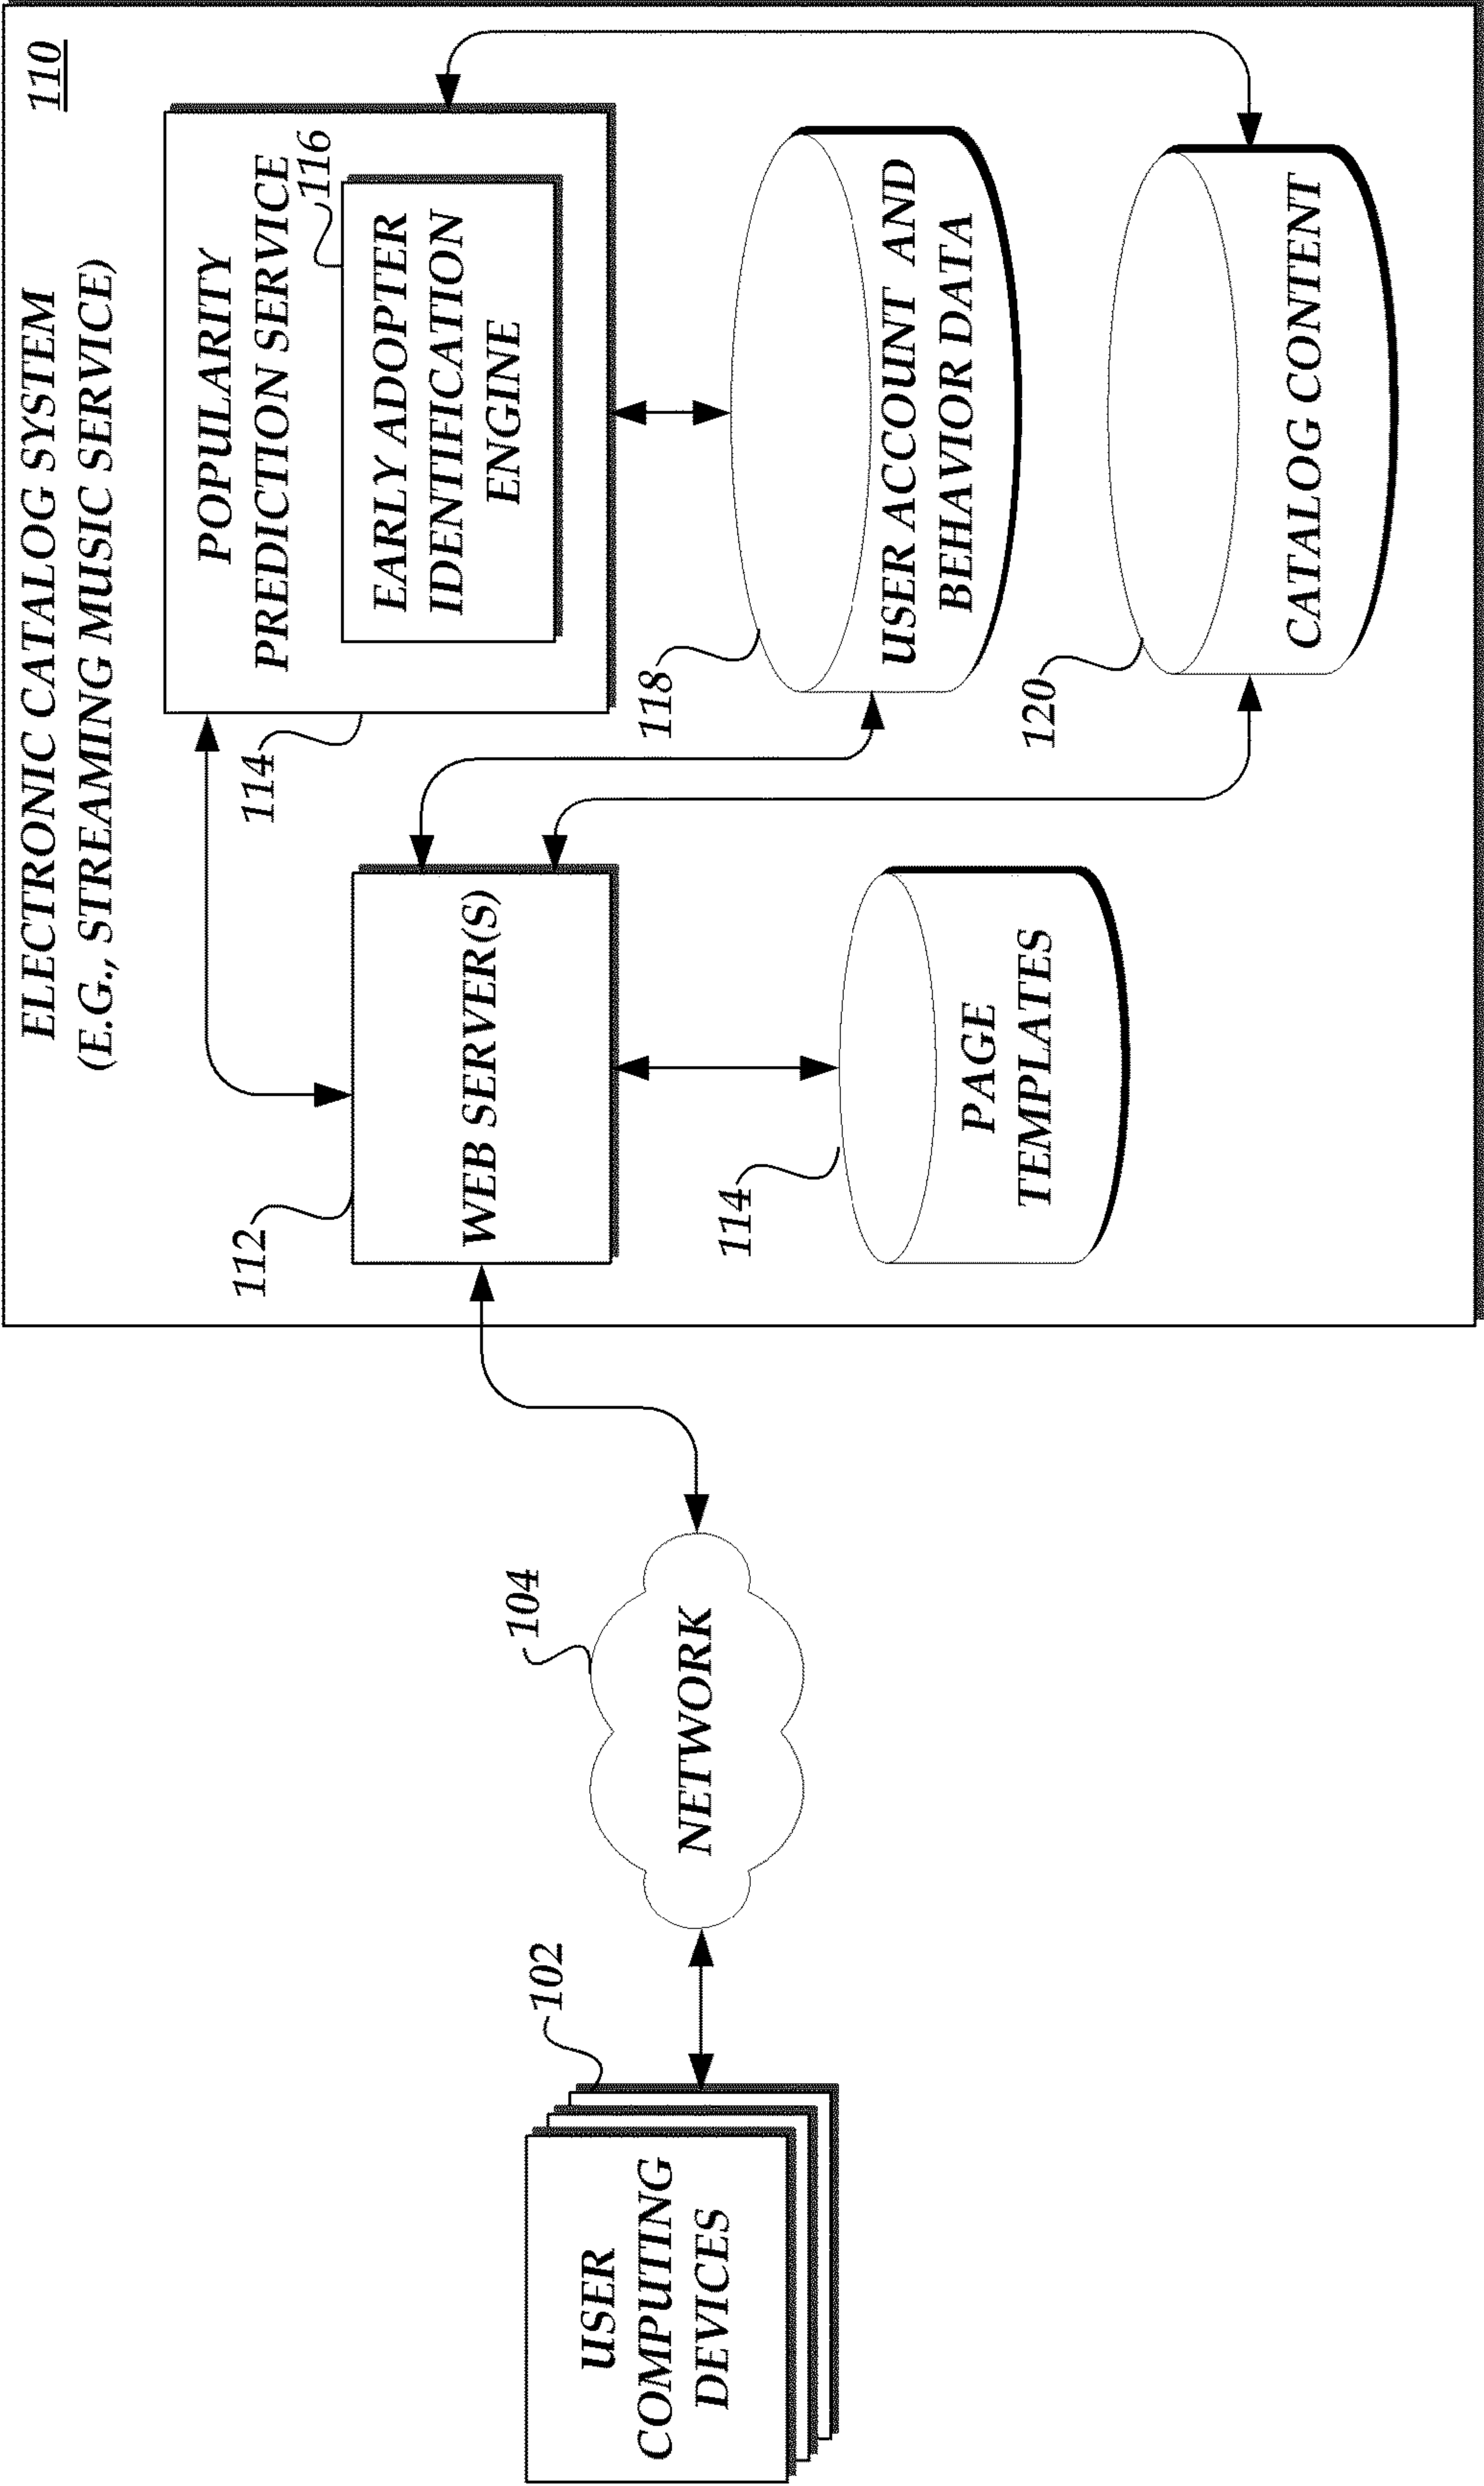 ELECTRONIC CATALOG SYSTEM
(E.G., STREAMING MUSIC SERVICE)
110
POPULARITY
PREDICTION SERVICE
116
EARLY ADOPTER
IDENTIFICATION
ENGINE
114
112
WEB SERVER(S)
118
USER ACCOUNT AND
BEHAVIOR DATA
114
PAGE
TEMPLATES
120
CATALOG CONTENT
104
NETWORK
102
USER
COMPUTING
DEVICES